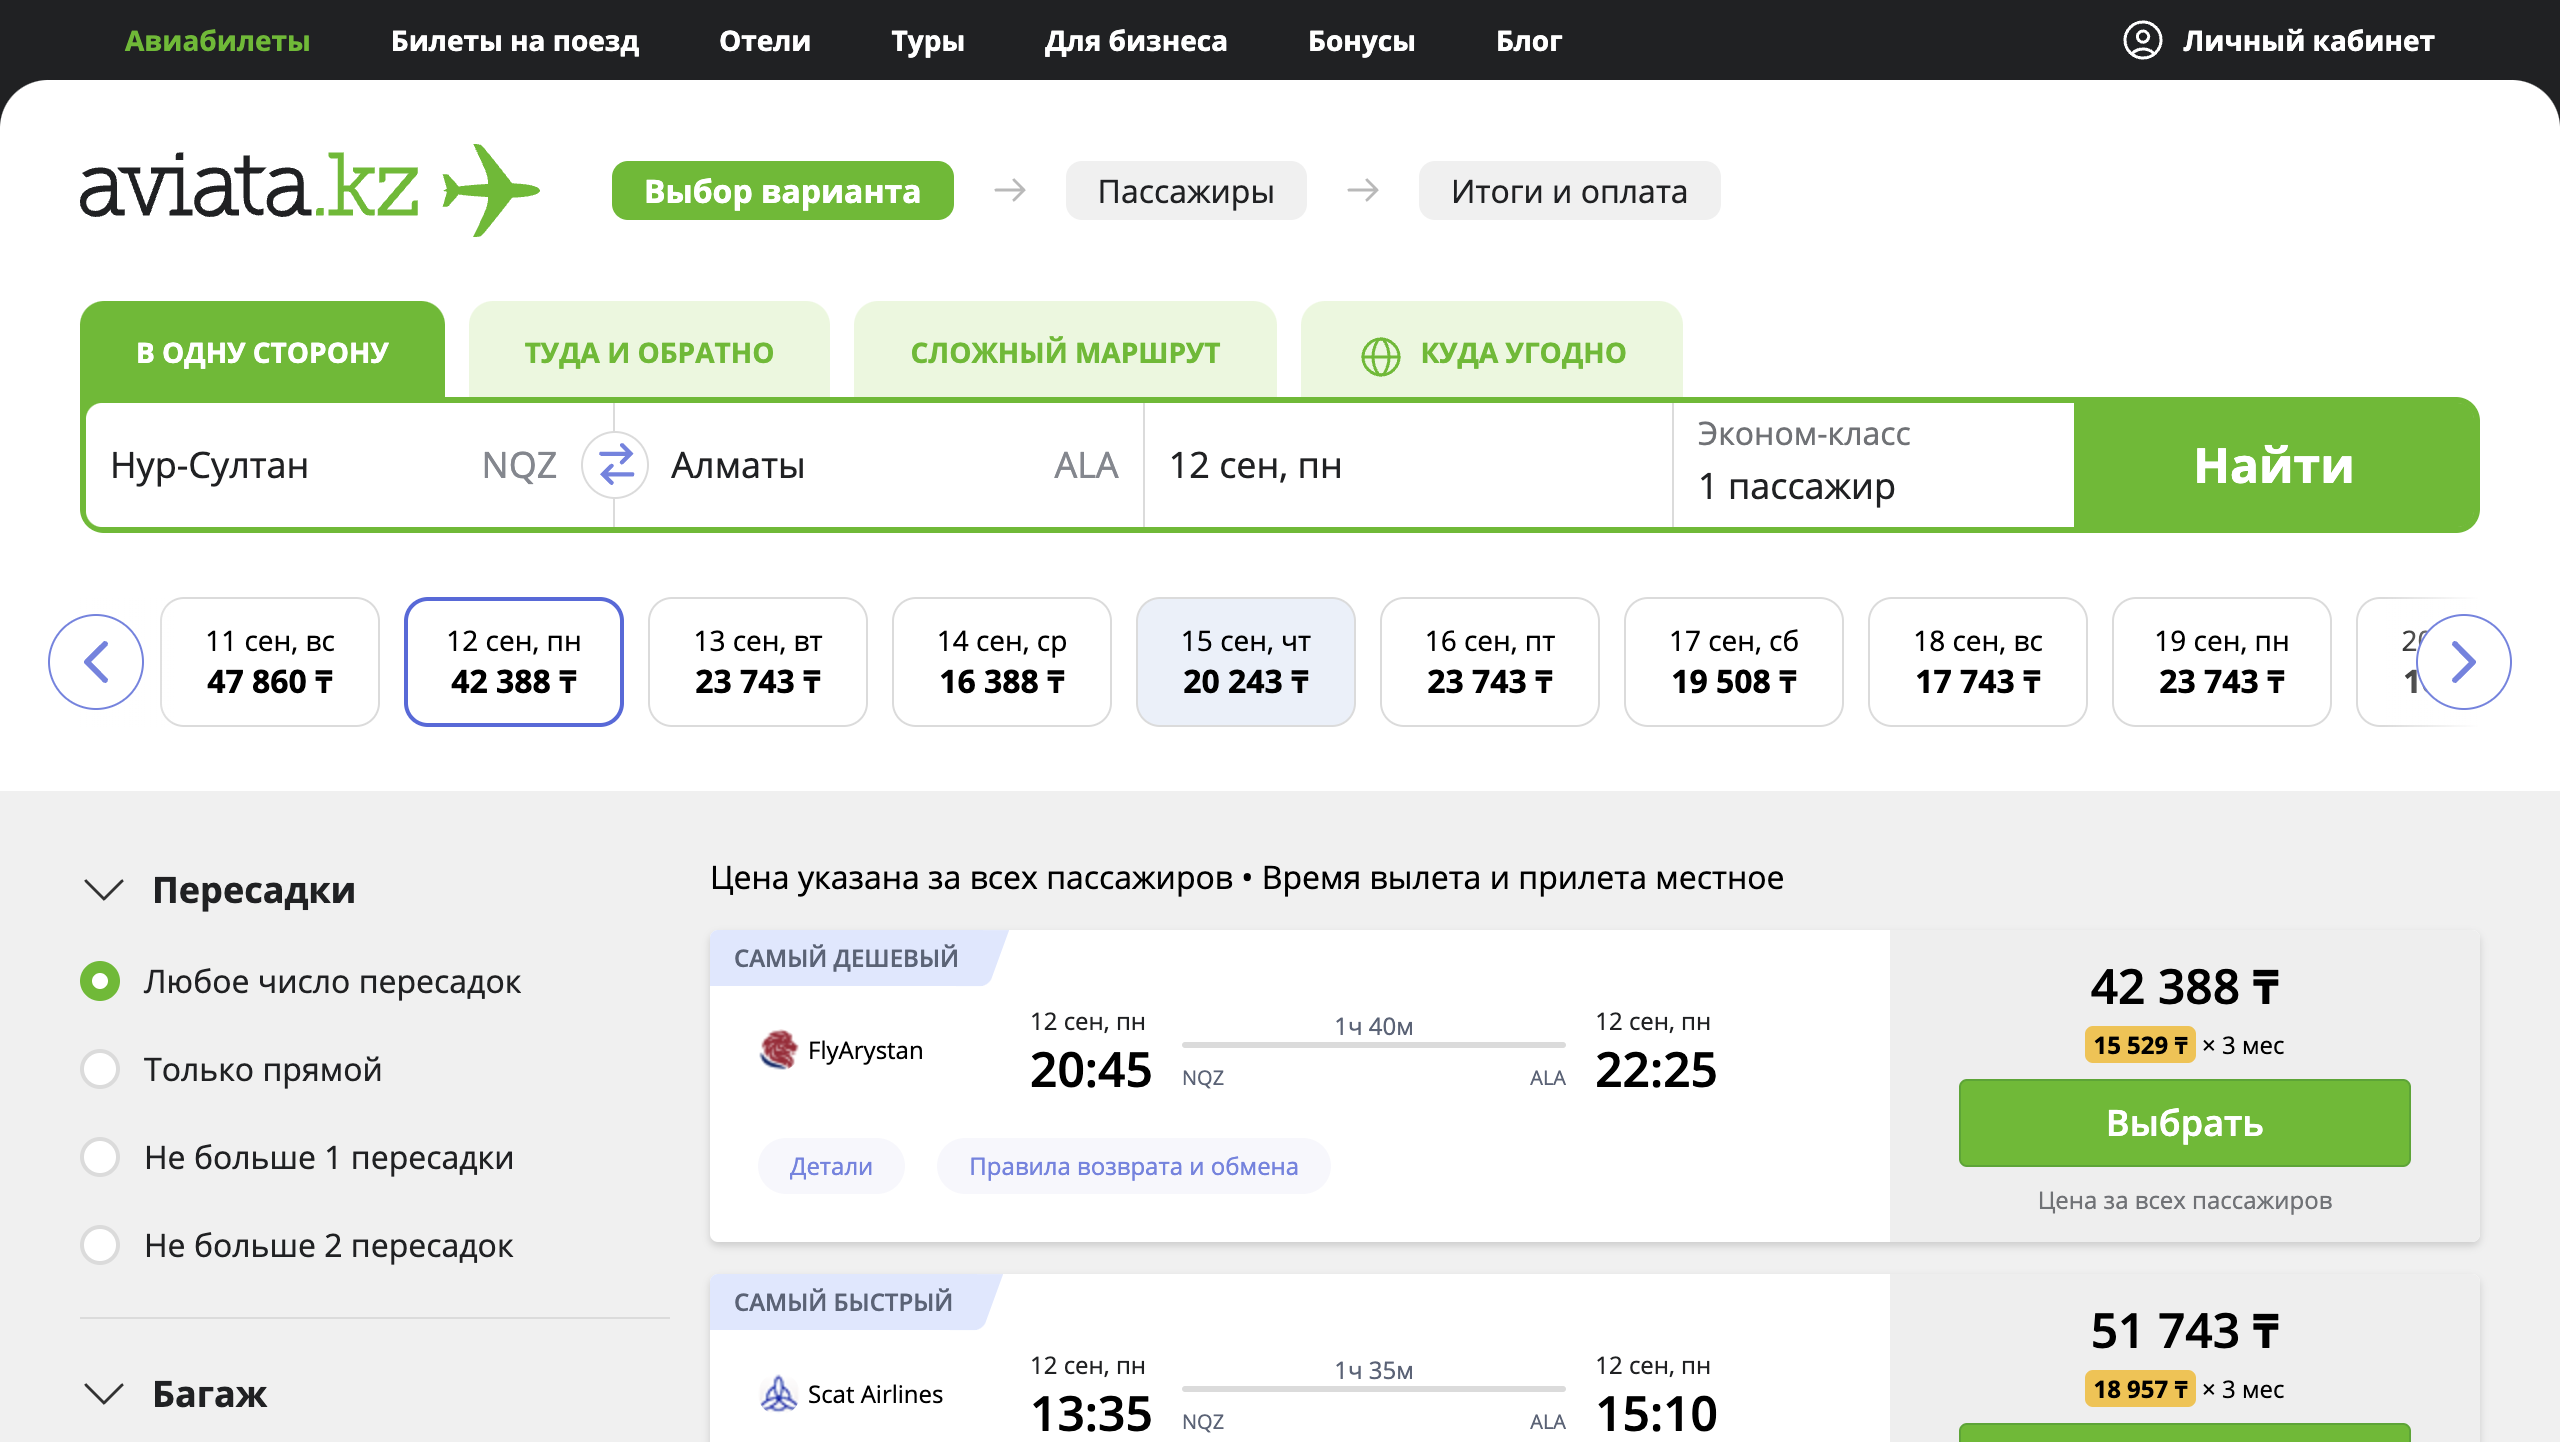 Авиабилеты Билеты на поезд Отели Туры Для бизнеса Бонусы Блог Личный кабинет
aviata.kz Выбор варианта → Пассажиры → Итоги и оплата
В ОДНУ СТОРОНУ ТУДА И ОБРАТНО СЛОЖНЫЙ МАРШРУТ КУДА УГОДНО
Нур-Султан NQZ Алматы ALA 12 сен, пн
Эконом-класс
1 пассажир
Найти
11 сен, вс 12 сен, пн 13 сен, вт 14 сен, ср 15 сен, чт 16 сен, пт 17 сен, сб 18 сен, вс 19 сен, пн
47 860 ₸ 42 388 ₸ 23 743 ₸ 16 388 ₸ 20 243 ₸ 23 743 ₸ 19 508 ₸ 17 743 ₸ 23 743 ₸
Пересадки
Любое число пересадок
Только прямой
Не больше 1 пересадки
Не больше 2 пересадок
Багаж
Цена указана за всех пассажиров • Время вылета и прилета местное
САМЫЙ ДЕШЕВЫЙ
FlyArystan
12 сен, пн
20:45
1ч 40м
NQZ ALA
12 сен, пн
22:25
Детали Правила возврата и обмена
42 388 ₸
15 529 ₸ × 3 мес
Выбрать
Цена за всех пассажиров
САМЫЙ БЫСТРЫЙ
Scat Airlines
12 сен, пн
13:35
1ч 35м
NQZ ALA
12 сен, пн
15:10
51 743 ₸
18 957 ₸ × 3 мес